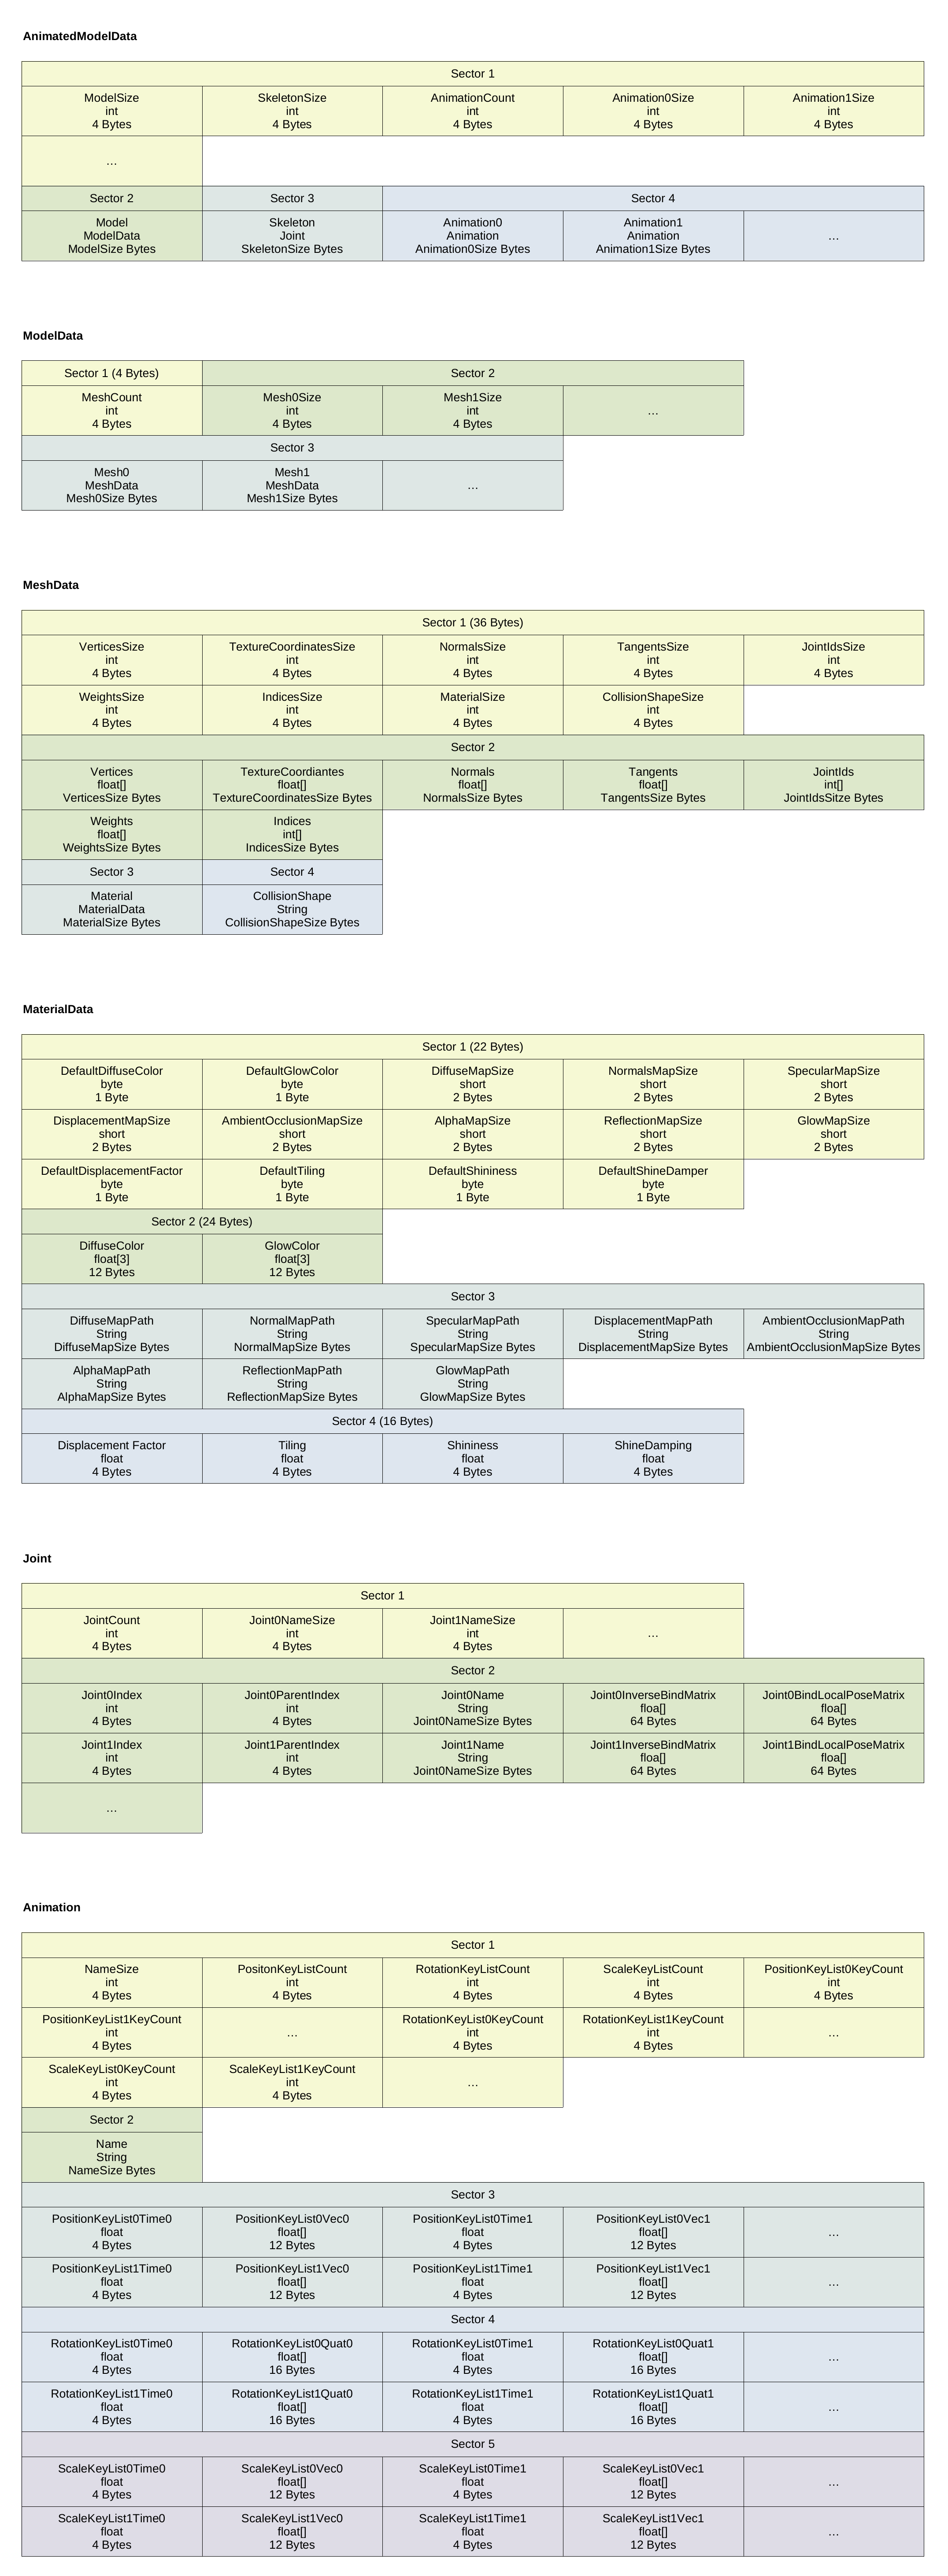 AnimatedModelData
Sector 1
ModelSize SkeletonSize AnimationCount Animation0Size Animation1Size
int int int int int
4 Bytes 4 Bytes 4 Bytes 4 Bytes 4 Bytes
...
Sector 2 Sector 3 Sector 4
Model Skeleton Animation0 Animation1
ModelData Joint Animation Animation ...
ModelSize Bytes SkeletonSize Bytes Animation0Size Bytes Animation1Size Bytes
ModelData
Sector 1 (4 Bytes) Sector 2
MeshCount Mesh0Size Mesh1Size
int int int ...
4 Bytes 4 Bytes 4 Bytes
Sector 3
Mesh0 Mesh1
MeshData MeshData ...
Mesh0Size Bytes Mesh1Size Bytes
MeshData
Sector 1 (36 Bytes)
VerticesSize TextureCoordinatesSize NormalsSize TangentsSize JointIdsSize
int int int int int
4 Bytes 4 Bytes 4 Bytes 4 Bytes 4 Bytes
WeightsSize IndicesSize MaterialSize CollisionShapeSize
int int int int
4 Bytes 4 Bytes 4 Bytes 4 Bytes
Sector 2
Vertices TextureCoordiantes Normals Tangents JointIds
float[] float[] float[] float[] int[]
VerticesSize Bytes TextureCoordinatesSize Bytes NormalsSize Bytes TangentsSize Bytes JointIdsSitze Bytes
Weights Indices
float[] int[]
WeightsSize Bytes IndicesSize Bytes
Sector 3 Sector 4
Material CollisionShape
MaterialData String
MaterialSize Bytes CollisionShapeSize Bytes
MaterialData
Sector 1 (22 Bytes)
DefaultDiffuseColor DefaultGlowColor DiffuseMapSize NormalsMapSize SpecularMapSize
byte byte short short short
1 Byte 1 Byte 2 Bytes 2 Bytes 2 Bytes
DisplacementMapSize AmbientOcclusionMapSize AlphaMapSize ReflectionMapSize GlowMapSize
short short short short short
2 Bytes 2 Bytes 2 Bytes 2 Bytes 2 Bytes
DefaultDisplacementFactor DefaultTiling DefaultShininess DefaultShineDamper
byte byte byte byte
1 Byte 1 Byte 1 Byte 1 Byte
Sector 2 (24 Bytes)
DiffuseColor GlowColor
float[3] float[3]
12 Bytes 12 Bytes
Sector 3
DiffuseMapPath NormalMapPath SpecularMapPath DisplacementMapPath AmbientOcclusionMapPath
String String String String String
DiffuseMapSize Bytes NormalMapSize Bytes SpecularMapSize Bytes DisplacementMapSize Bytes AmbientOcclusionMapSize Bytes
AlphaMapPath ReflectionMapPath GlowMapPath
String String String
AlphaMapSize Bytes ReflectionMapSize Bytes GlowMapSize Bytes
Sector 4 (16 Bytes)
Displacement Factor Tiling Shininess ShineDamping
float float float float
4 Bytes 4 Bytes 4 Bytes 4 Bytes
Joint
Sector 1
JointCount Joint0NameSize Joint1NameSize
int int int ...
4 Bytes 4 Bytes 4 Bytes
Sector 2
Joint0Index Joint0ParentIndex Joint0Name Joint0InverseBindMatrix Joint0BindLocalPoseMatrix
int int String floa[] floa[]
4 Bytes 4 Bytes Joint0NameSize Bytes 64 Bytes 64 Bytes
Joint1Index Joint1ParentIndex Joint1Name Joint1InverseBindMatrix Joint1BindLocalPoseMatrix
int int String floa[] floa[]
4 Bytes 4 Bytes Joint0NameSize Bytes 64 Bytes 64 Bytes
...
Animation
Sector 1
NameSize PositonKeyListCount RotationKeyListCount ScaleKeyListCount PositionKeyList0KeyCount
int int int int int
4 Bytes 4 Bytes 4 Bytes 4 Bytes 4 Bytes
PositionKeyList1KeyCount RotationKeyList0KeyCount RotationKeyList1KeyCount
int ... int int ...
4 Bytes 4 Bytes 4 Bytes
ScaleKeyList0KeyCount ScaleKeyList1KeyCount
int int ...
4 Bytes 4 Bytes
Sector 2
Name
String
NameSize Bytes
Sector 3
PositionKeyList0Time0 PositionKeyList0Vec0 PositionKeyList0Time1 PositionKeyList0Vec1
float float[] float float[] ...
4 Bytes 12 Bytes 4 Bytes 12 Bytes
PositionKeyList1Time0 PositionKeyList1Vec0 PositionKeyList1Time1 PositionKeyList1Vec1
float float[] float float[] ...
4 Bytes 12 Bytes 4 Bytes 12 Bytes
Sector 4
RotationKeyList0Time0 RotationKeyList0Quat0 RotationKeyList0Time1 RotationKeyList0Quat1
float float[] float float[] ...
4 Bytes 16 Bytes 4 Bytes 16 Bytes
RotationKeyList1Time0 RotationKeyList1Quat0 RotationKeyList1Time1 RotationKeyList1Quat1
float float[] float float[] ...
4 Bytes 16 Bytes 4 Bytes 16 Bytes
Sector 5
ScaleKeyList0Time0 ScaleKeyList0Vec0 ScaleKeyList0Time1 ScaleKeyList0Vec1
float float[] float float[] ...
4 Bytes 12 Bytes 4 Bytes 12 Bytes
ScaleKeyList1Time0 ScaleKeyList1Vec0 ScaleKeyList1Time1 ScaleKeyList1Vec1
float float[] float float[] ...
4 Bytes 12 Bytes 4 Bytes 12 Bytes